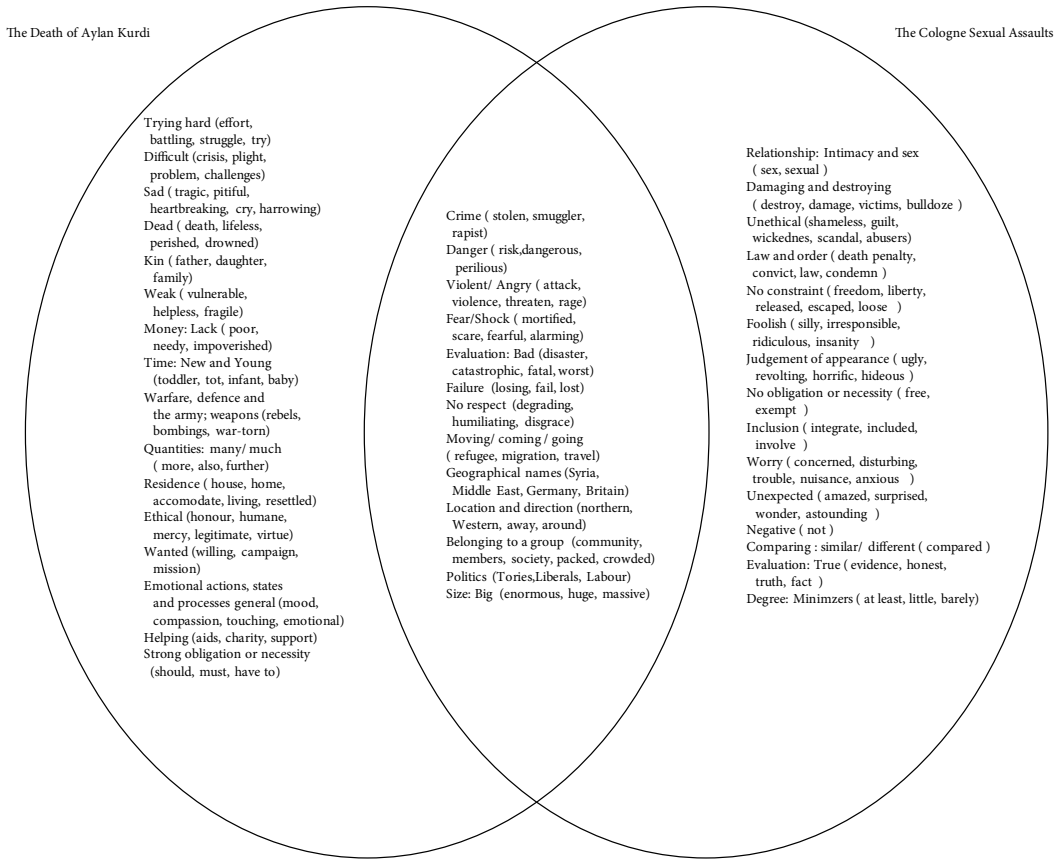 The Death of Aylan Kurdi
The Cologne Sexual Assaults
Trying hard (effort,
battling, struggle, try)
Difficult (crisis, plight,
problem, challenges)
Sad ( tragic, pitiful,
heartbreaking, cry, harrowing)
Dead ( death, lifeless,
perished, drowned)
Kin ( father, daughter,
family)
Weak ( vulnerable,
helpless, fragile)
Money: Lack ( poor,
needy, impoverished)
Time: New and Young
(toddler, tot, infant, baby)
Warfare, defence and
the army; weapons (rebels,
bombings, war-torn)
Quantities: many/ much
( more, also, further)
Residence ( house, home,
accomodate, living, resettled)
Ethical (honour, humane,
mercy, legitimate, virtue)
Wanted (willing, campaign,
mission)
Emotional actions, states
and processes general (mood,
compassion, touching, emotional)
Helping (aids, charity, support)
Strong obligation or necessity
(should, must, have to)
Crime ( stolen, smuggler,
rapist)
Danger ( risk,dangerous,
perilious)
Violent/ Angry ( attack,
violence, threaten, rage)
Fear/Shock ( mortified,
scare, fearful, alarming)
Evaluation: Bad (disaster,
catastrophic, fatal, worst)
Failure (losing, fail, lost)
No respect (degrading,
humiliating, disgrace)
Moving/ coming / going
( refugee, migration, travel)
Geographical names (Syria,
Middle East, Germany, Britain)
Location and direction (northern,
Western, away, around)
Belonging to a group (community,
members, society, packed, crowded)
Politics (Tories,Liberals, Labour)
Size: Big (enormous, huge, massive)
Relationship: Intimacy and sex
( sex, sexual )
Damaging and destroying
( destroy, damage, victims, bulldoze )
Unethical (shameless, guilt,
wickednes, scandal, abusers)
Law and order ( death penalty,
convict, law, condemn )
No constraint ( freedom, liberty,
released, escaped, loose )
Foolish ( silly, irresponsible,
ridiculous, insanity )
Judgement of appearance ( ugly,
revolting, horrific, hideous )
No obligation or necessity ( free,
exempt )
Inclusion ( integrate, included,
involve )
Worry ( concerned, disturbing,
trouble, nuisance, anxious )
Unexpected ( amazed, surprised,
wonder, astounding )
Negative ( not )
Comparing : similar/ different ( compared )
Evaluation: True ( evidence, honest,
truth, fact )
Degree: Minimzers ( at least, little, barely)